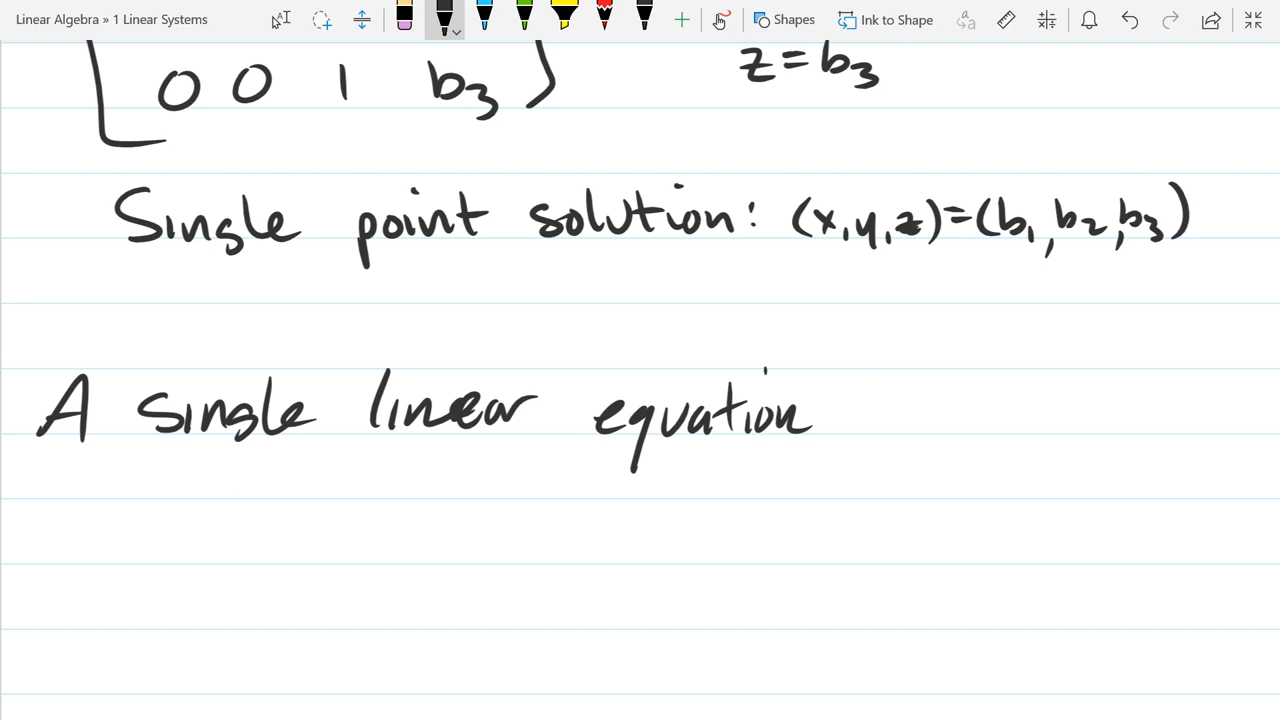 Linear Algebra » 1 Linear Systems Shapes Ink to Shape
0 0 1 b₃ z=b₃
Single point solution: (x,y,z)=(b₁,b₂,b₃)
A single linear equation